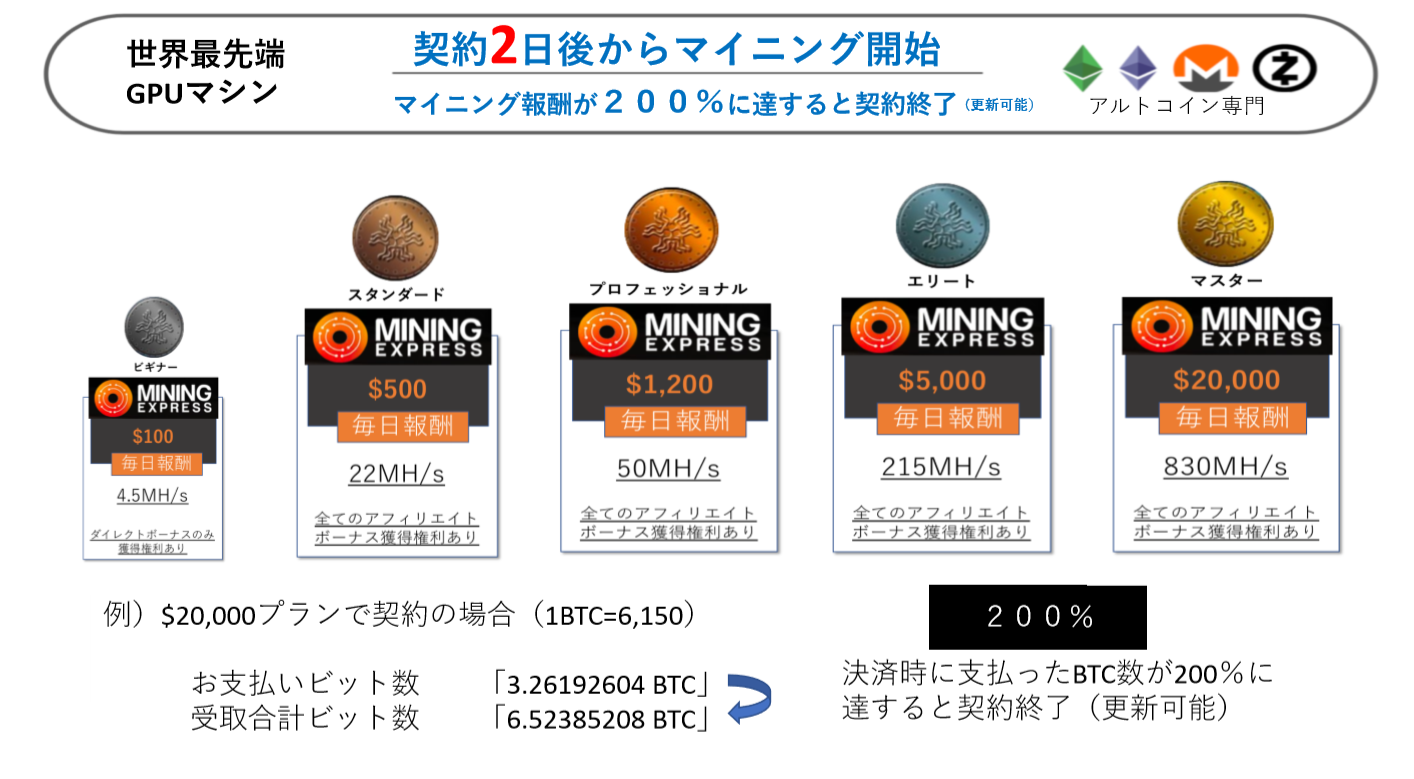 世界最先端
GPUマシン
契約2日後からマイニング開始
マイニング報酬が２００％に達すると契約終了（更新可能）
アルトコイン専門
ビギナー
MINING
EXPRESS
$100
毎日報酬
4.5MH/s
ダイレクトボーナスのみ
獲得権利あり
スタンダード
MINING
EXPRESS
$500
毎日報酬
22MH/s
全てのアフィリエイト
ボーナス獲得権利あり
プロフェッショナル
MINING
EXPRESS
$1,200
毎日報酬
50MH/s
全てのアフィリエイト
ボーナス獲得権利あり
エリート
MINING
EXPRESS
$5,000
毎日報酬
215MH/s
全てのアフィリエイト
ボーナス獲得権利あり
マスター
MINING
EXPRESS
$20,000
毎日報酬
830MH/s
全てのアフィリエイト
ボーナス獲得権利あり
例）$20,000プランで契約の場合（1BTC=6,150）
お支払いビット数 「3.26192604 BTC」
受取合計ビット数 「6.52385208 BTC」
２００％
決済時に支払ったBTC数が200％に
達すると契約終了（更新可能）